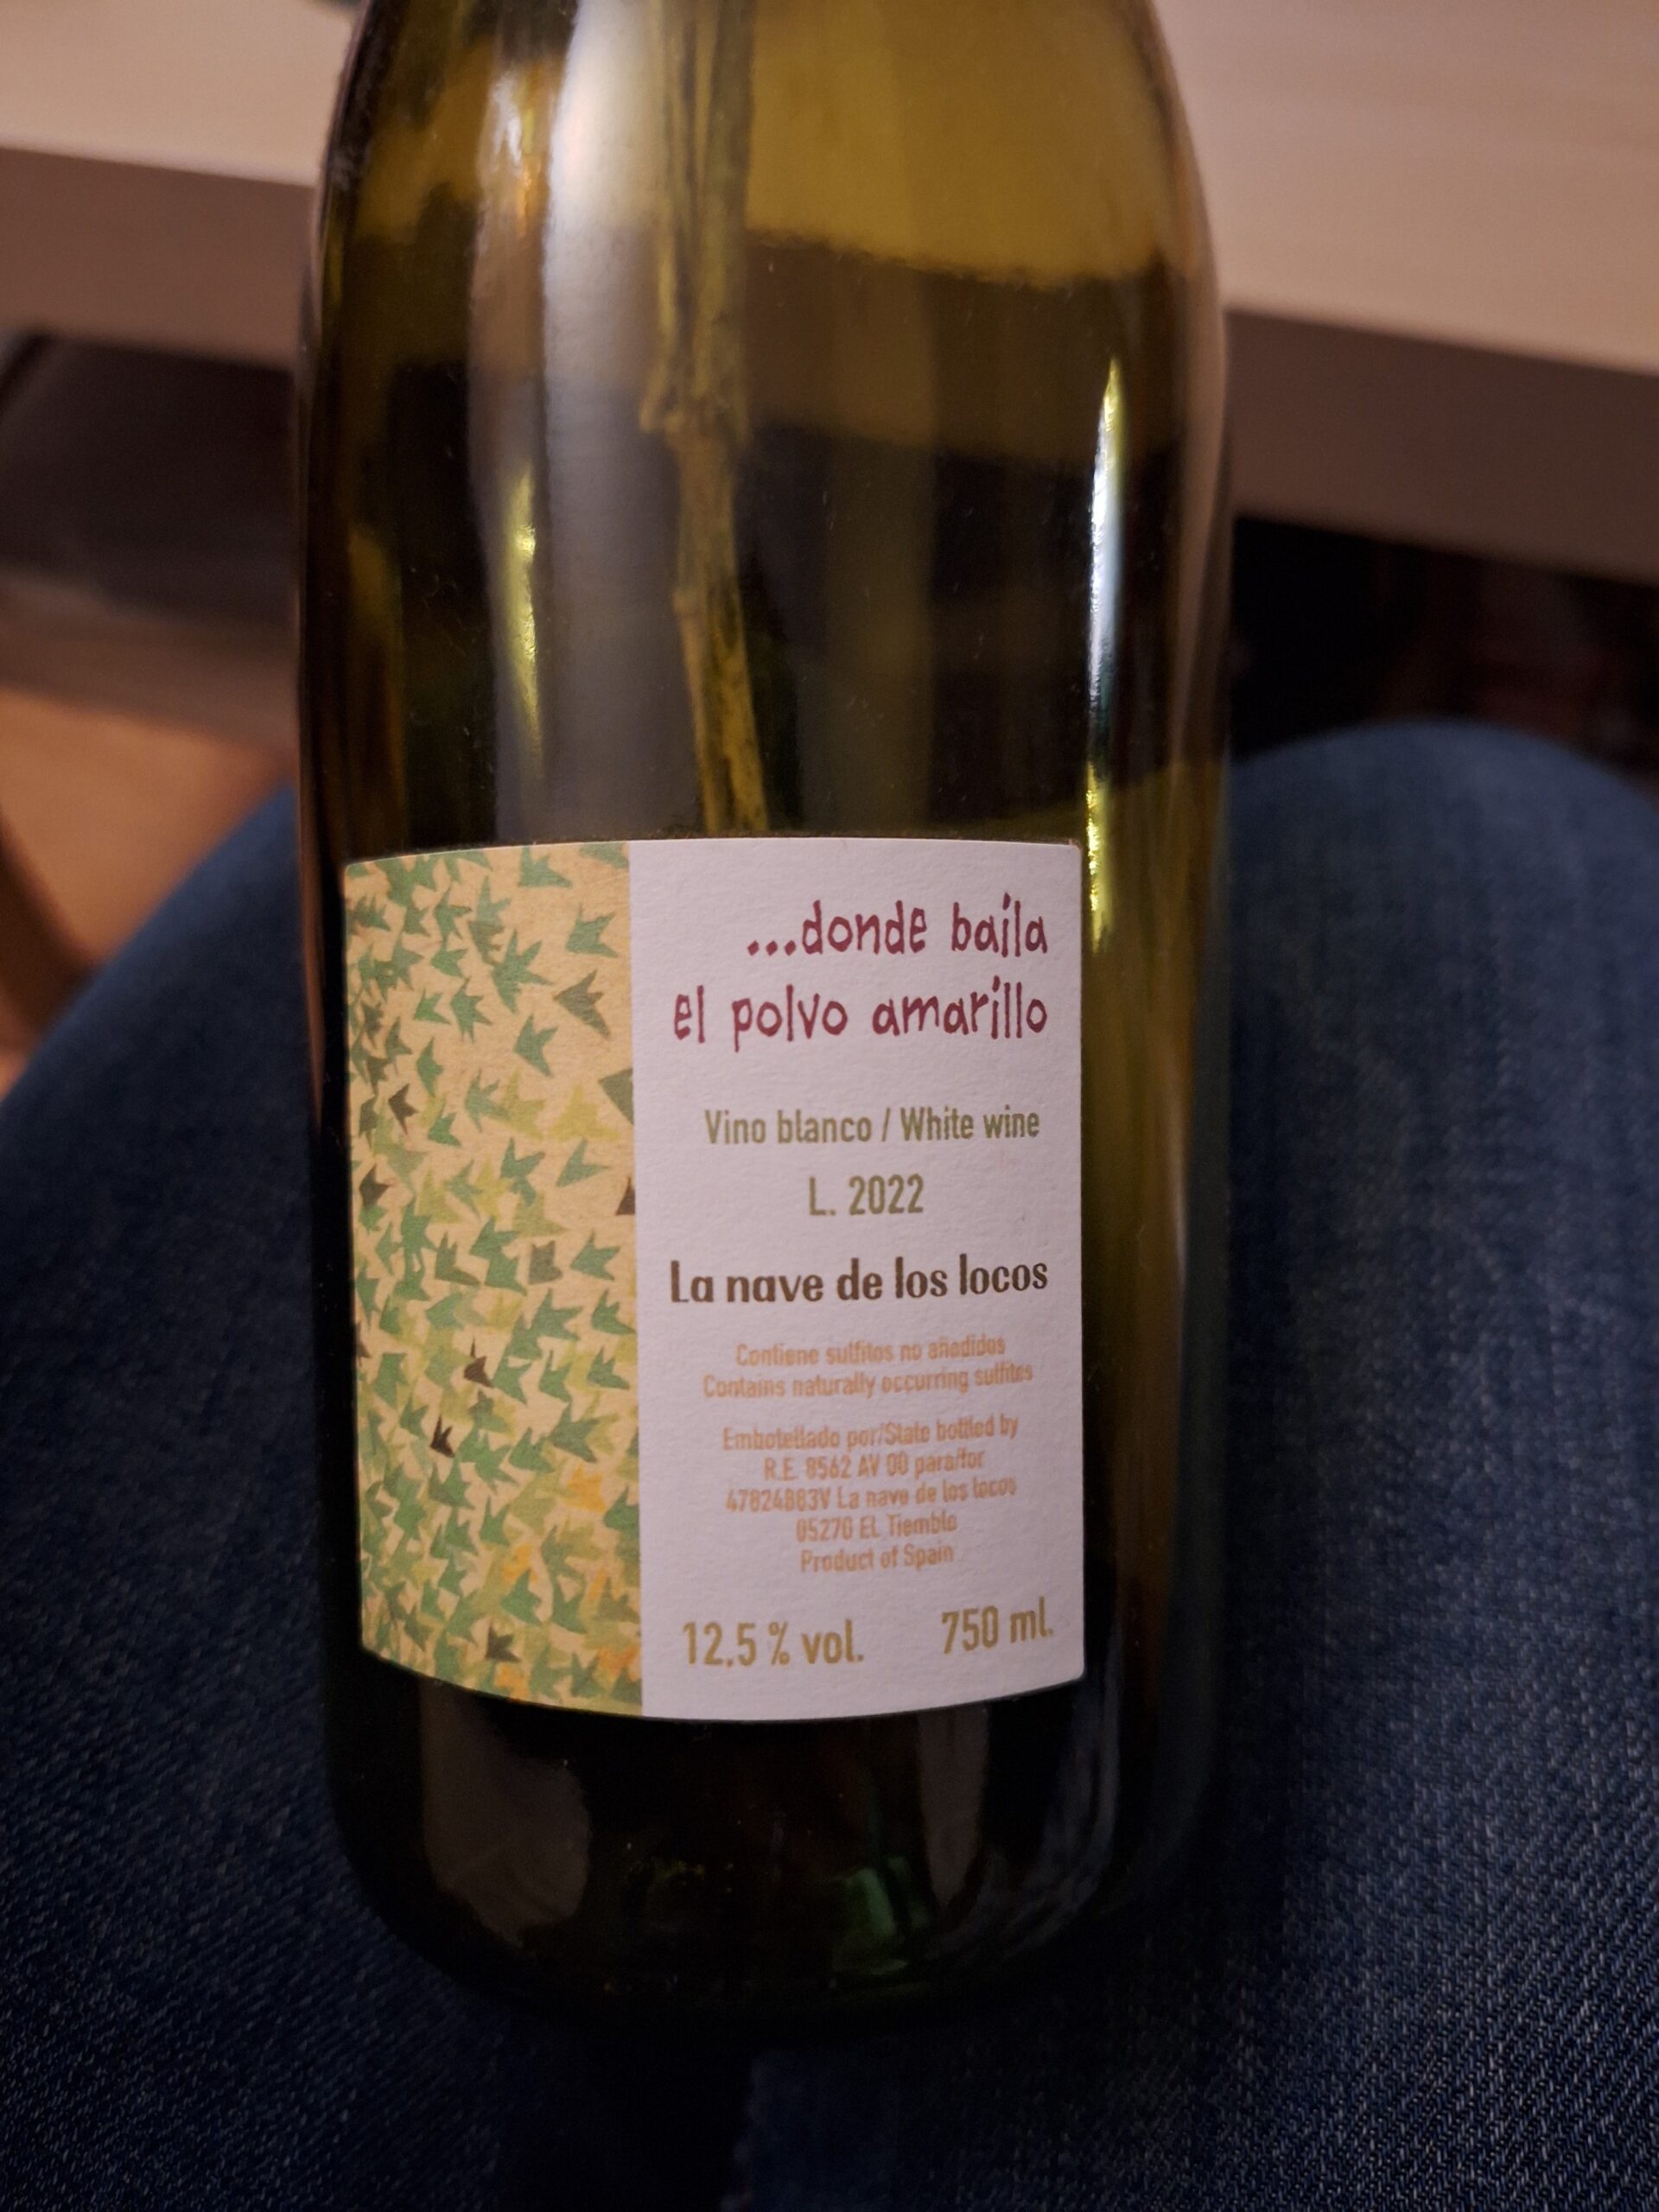 ...donde baila
el polvo amarillo
Vino blanco / White wine
L. 2022
La nave de los locos
Contiene sulfitos no añadidos
Contains naturally occurring sulfites
Embotellado por/State bottled by
R.E. 8562 AV 00 para/for
47824883V La nave de los locos
05270 EL Tiemblo
Product of Spain
12,5 % vol. 750 ml.